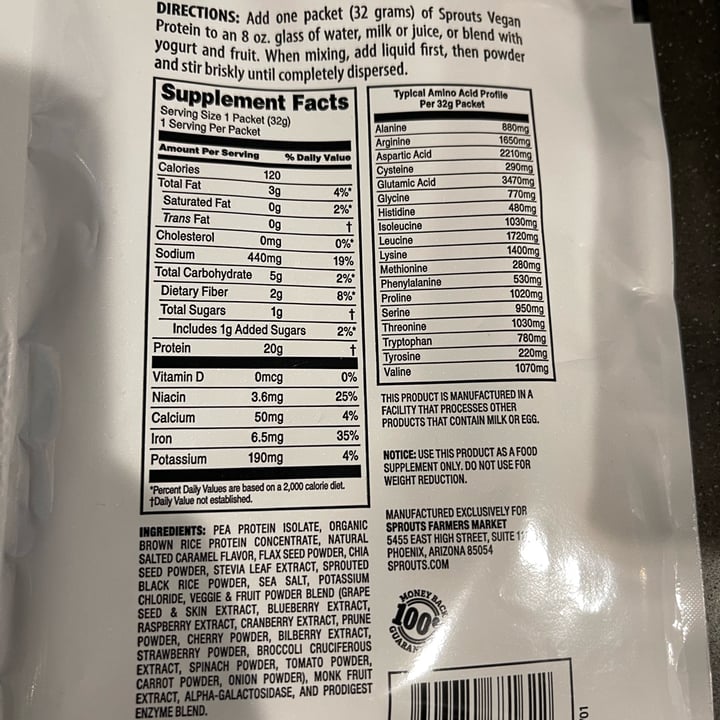 DIRECTIONS: Add one packet (32 grams) of Sprouts Vegan
Protein to an 8 oz. glass of water, milk or juice, or blend with
yogurt and fruit. When mixing, add liquid first, then powder
and stir briskly until completely dispersed.
Supplement Facts
Serving Size 1 Packet (32g)
1 Serving Per Packet
Amount Per Serving % Daily Value
Calories 120
Total Fat 3g 4%*
Saturated Fat 0g 2%*
Trans Fat 0g †
Cholesterol 0mg 0%*
Sodium 440mg 19%
Total Carbohydrate 5g 2%*
Dietary Fiber 2g 8%*
Total Sugars 1g †
Includes 1g Added Sugars 2%*
Protein 20g †
Vitamin D 0mcg 0%
Niacin 3.6mg 25%
Calcium 50mg 4%
Iron 6.5mg 35%
Potassium 190mg 4%
*Percent Daily Values are based on a 2,000 calorie diet.
†Daily Value not established.
INGREDIENTS: PEA PROTEIN ISOLATE, ORGANIC
BROWN RICE PROTEIN CONCENTRATE, NATURAL
SALTED CARAMEL FLAVOR, FLAX SEED POWDER, CHIA
SEED POWDER, STEVIA LEAF EXTRACT, SPROUTED
BLACK RICE POWDER, SEA SALT, POTASSIUM
CHLORIDE, VEGGIE & FRUIT POWDER BLEND (GRAPE
SEED & SKIN EXTRACT, BLUEBERRY EXTRACT,
RASPBERRY EXTRACT, CRANBERRY EXTRACT, PRUNE
POWDER, CHERRY POWDER, BILBERRY EXTRACT,
STRAWBERRY POWDER, BROCCOLI CRUCIFEROUS
EXTRACT, SPINACH POWDER, TOMATO POWDER,
CARROT POWDER, ONION POWDER), MONK FRUIT
EXTRACT, ALPHA-GALACTOSIDASE, AND PRODIGEST
ENZYME BLEND.
Typical Amino Acid Profile
Per 32g Packet
Alanine 880mg
Arginine 1650mg
Aspartic Acid 2210mg
Cysteine 290mg
Glutamic Acid 3470mg
Glycine 770mg
Histidine 480mg
Isoleucine 1030mg
Leucine 1720mg
Lysine 1400mg
Methionine 280mg
Phenylalanine 530mg
Proline 1020mg
Serine 950mg
Threonine 1030mg
Tryptophan 780mg
Tyrosine 220mg
Valine 1070mg
THIS PRODUCT IS MANUFACTURED IN A
FACILITY THAT PROCESSES OTHER
PRODUCTS THAT CONTAIN MILK OR EGG.
NOTICE: USE THIS PRODUCT AS A FOOD
SUPPLEMENT ONLY. DO NOT USE FOR
WEIGHT REDUCTION.
MANUFACTURED EXCLUSIVELY FOR
SPROUTS FARMERS MARKET
5455 EAST HIGH STREET, SUITE
PHOENIX, ARIZONA 85054
SPROUTS.COM
MONEY BACK
100%